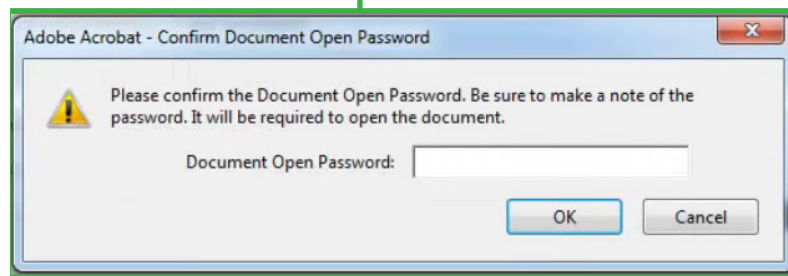 Adobe Acrobat - Confirm Document Open Password
Please confirm the Document Open Password. Be sure to make a note of the
password. It will be required to open the document.
Document Open Password:
OK Cancel